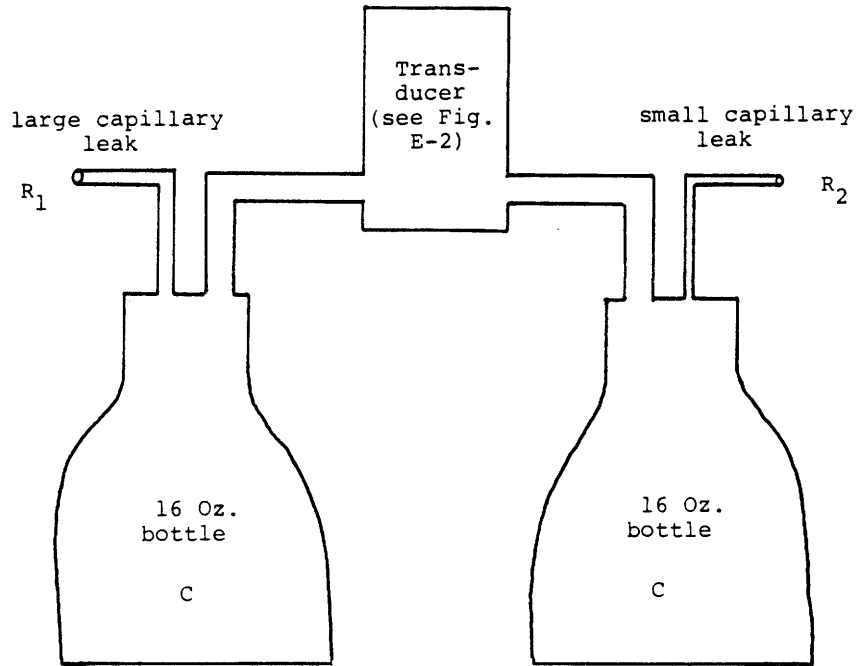 Trans-
ducer
(see Fig.
E-2)
large capillary
leak
R1
small capillary
leak
R2
16 Oz.
bottle
C
16 Oz.
bottle
C